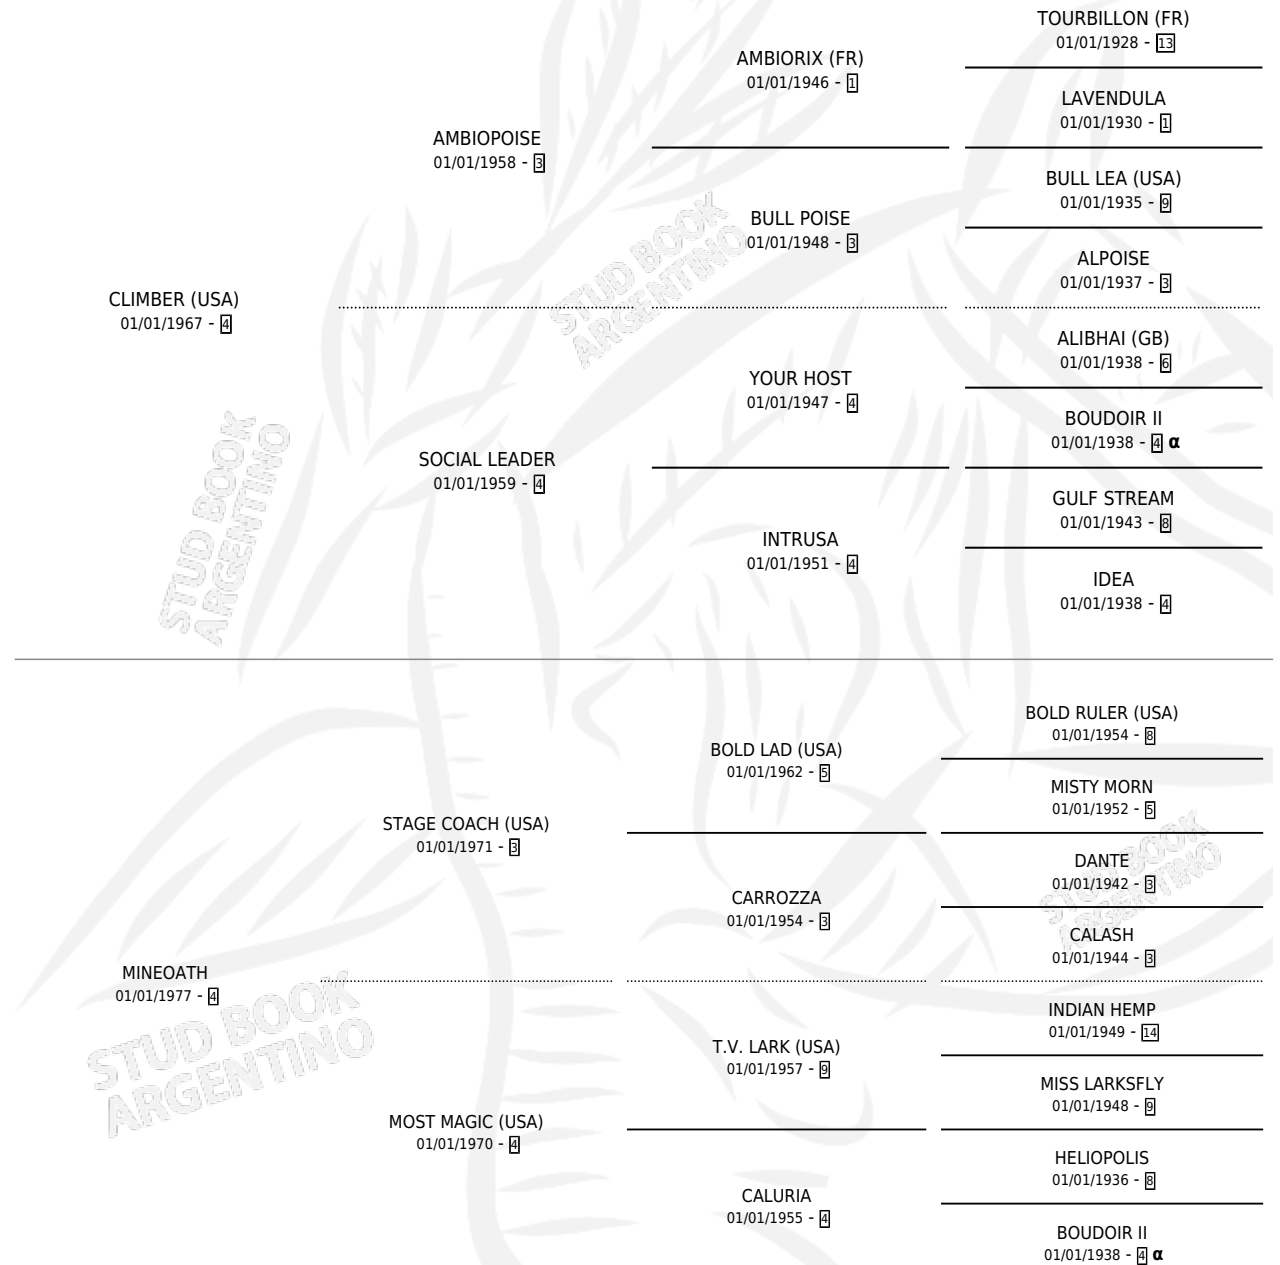 TOURBILLON (FR)
01/01/1928 - 13
AMBIORIX (FR)
01/01/1946 - 1
LAVENDULA
01/01/1930 - 1
AMBIOPOISE
01/01/1958 - 3
BULL LEA (USA)
01/01/1935 - 9
BULL POISE
01/01/1948 - 3
ALPOISE
01/01/1937 - 3
CLIMBER (USA)
01/01/1967 - 4
ALIBHAI (GB)
01/01/1938 - 6
YOUR HOST
01/01/1947 - 4
BOUDOIR II
01/01/1938 - 4 α
SOCIAL LEADER
01/01/1959 - 4
GULF STREAM
01/01/1943 - 8
INTRUSA
01/01/1951 - 4
IDEA
01/01/1938 - 4
BOLD RULER (USA)
01/01/1954 - 8
BOLD LAD (USA)
01/01/1962 - 5
MISTY MORN
01/01/1952 - 5
STAGE COACH (USA)
01/01/1971 - 3
DANTE
01/01/1942 - 3
CARROZZA
01/01/1954 - 3
CALASH
01/01/1944 - 3
MINEOATH
01/01/1977 - 4
INDIAN HEMP
01/01/1949 - 14
T.V. LARK (USA)
01/01/1957 - 9
MISS LARKSFLY
01/01/1948 - 9
MOST MAGIC (USA)
01/01/1970 - 4
HELIOPOLIS
01/01/1936 - 8
CALURIA
01/01/1955 - 4
BOUDOIR II
01/01/1938 - 4 α
STUD BOOK
ARGENTINO
STUD BOOK
ARGENTINO
STUD BOOK
ARGENTINO
STUD BOOK
ARGENTINO